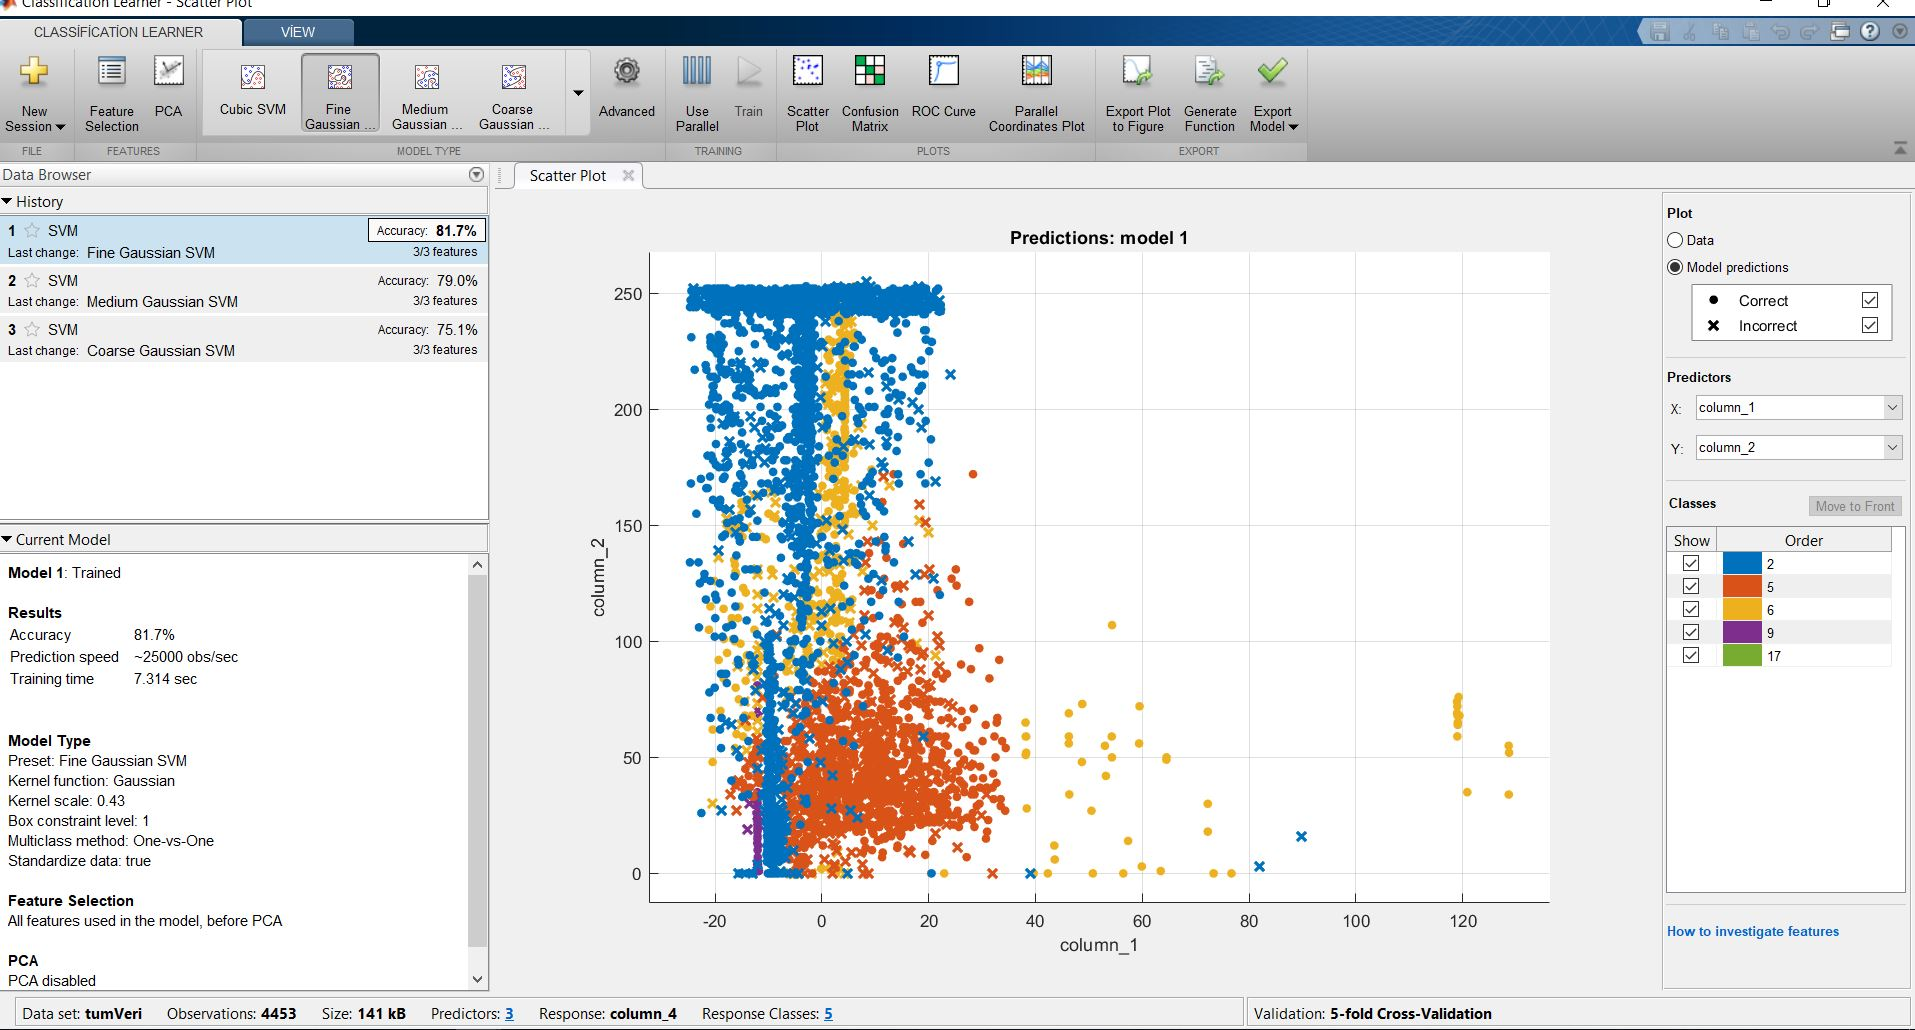 Classification Learner - Scatter Plot
CLASSİFİCATİON LEARNER
VİEW
New Session
Feature Selection
PCA
Cubic SVM
Fine Gaussian ...
Medium Gaussian ...
Coarse Gaussian ...
Advanced
Use Parallel
Train
Scatter Plot
Confusion Matrix
ROC Curve
Parallel Coordinates Plot
Export Plot to Figure
Generate Function
Export Model
FILE
FEATURES
MODEL TYPE
TRAINING
PLOTS
EXPORT
Data Browser
History
1 SVM Accuracy: 81.7%
Last change: Fine Gaussian SVM 3/3 features
2 SVM Accuracy: 79.0%
Last change: Medium Gaussian SVM 3/3 features
3 SVM Accuracy: 75.1%
Last change: Coarse Gaussian SVM 3/3 features
Current Model
Model 1: Trained
Results
Accuracy 81.7%
Prediction speed ~25000 obs/sec
Training time 7.314 sec
Model Type
Preset: Fine Gaussian SVM
Kernel function: Gaussian
Kernel scale: 0.43
Box constraint level: 1
Multiclass method: One-vs-One
Standardize data: true
Feature Selection
All features used in the model, before PCA
PCA
PCA disabled
Scatter Plot
Predictions: model 1
250
200
150
100
50
0
column_2
-20 0 20 40 60 80 100 120
column_1
Plot
Data
Model predictions
Correct
Incorrect
Predictors
X: column_1
Y: column_2
Classes
Move to Front
Show Order
2
5
6
9
17
How to investigate features
Data set: tumVeri Observations: 4453 Size: 141 kB Predictors: 3 Response: column_4 Response Classes: 5
Validation: 5-fold Cross-Validation